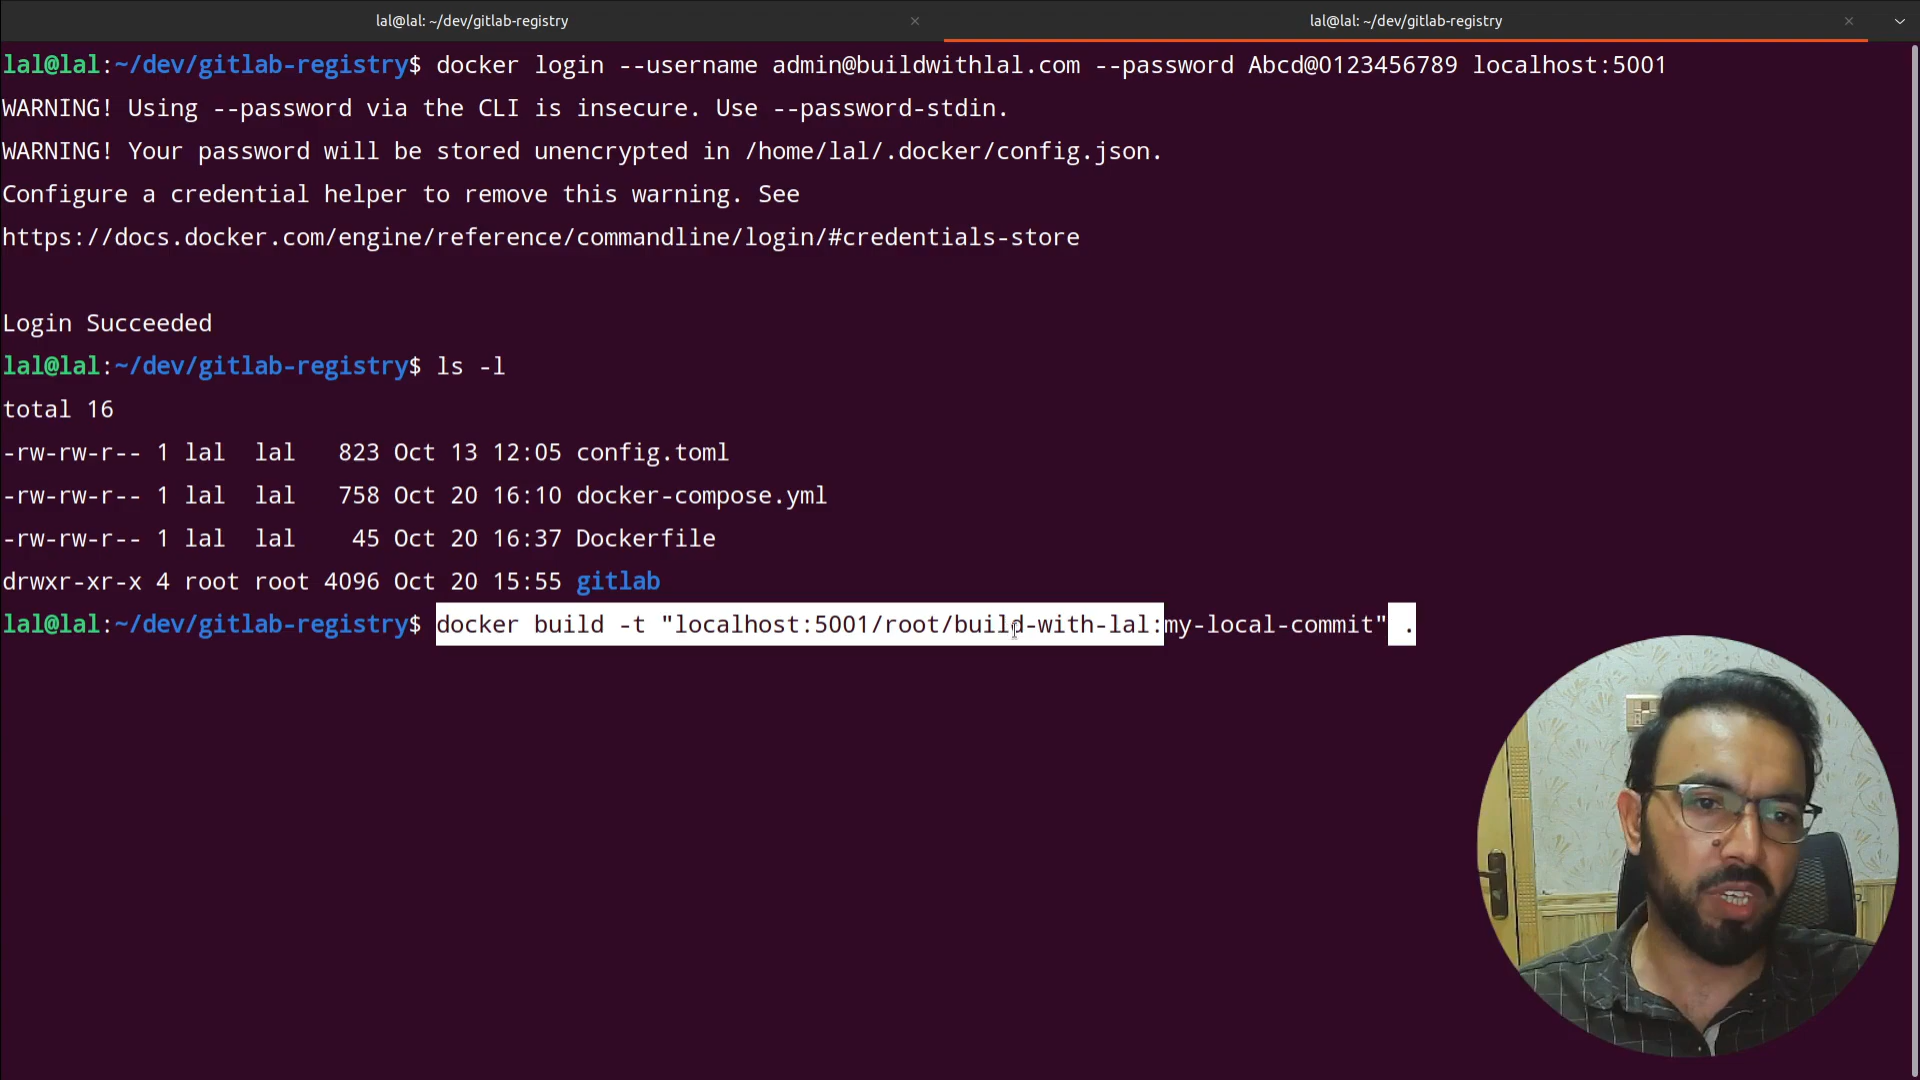 lal@lal: ~/dev/gitlab-registry
lal@lal: ~/dev/gitlab-registry
lal@lal:~/dev/gitlab-registry$ docker login --username admin@buildwithlal.com --password Abcd@0123456789 localhost:5001
WARNING! Using --password via the CLI is insecure. Use --password-stdin.
WARNING! Your password will be stored unencrypted in /home/lal/.docker/config.json.
Configure a credential helper to remove this warning. See
https://docs.docker.com/engine/reference/commandline/login/#credentials-store
Login Succeeded
lal@lal:~/dev/gitlab-registry$ ls -l
total 16
-rw-rw-r-- 1 lal  lal   823 Oct 13 12:05 config.toml
-rw-rw-r-- 1 lal  lal   758 Oct 20 16:10 docker-compose.yml
-rw-rw-r-- 1 lal  lal    45 Oct 20 16:37 Dockerfile
drwxr-xr-x 4 root root 4096 Oct 20 15:55 gitlab
lal@lal:~/dev/gitlab-registry$ docker build -t "localhost:5001/root/build-with-lal:my-local-commit" .